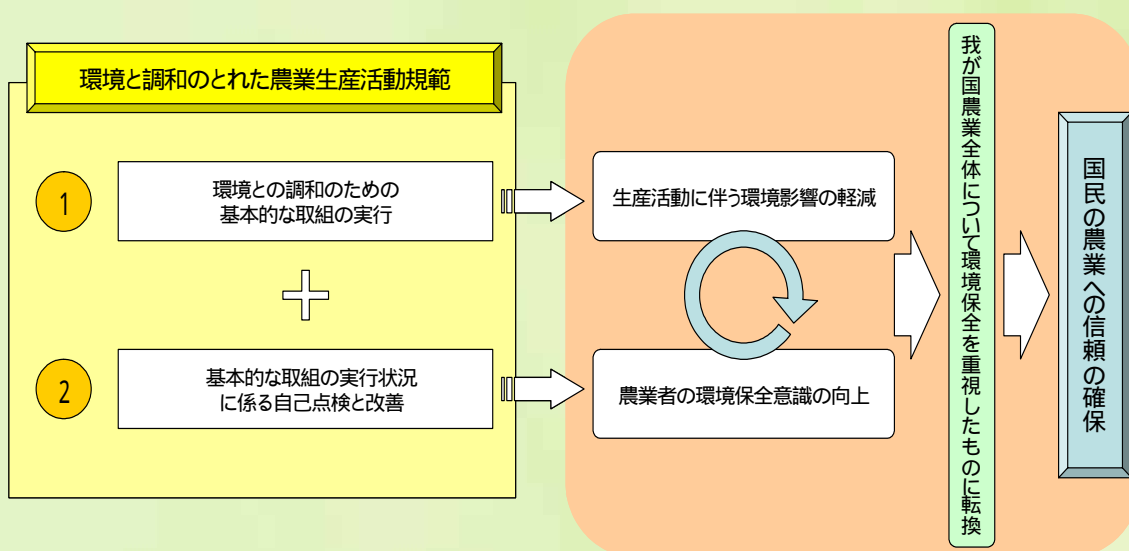 環境と調和のとれた農業生産活動規範
1
環境との調和のための
基本的な取組の実行
2
基本的な取組の実行状況
に係る自己点検と改善
生産活動に伴う環境影響の軽減
農業者の環境保全意識の向上
我が国農業全体について環境保全を重視したものに転換
国民の農業への信頼の確保